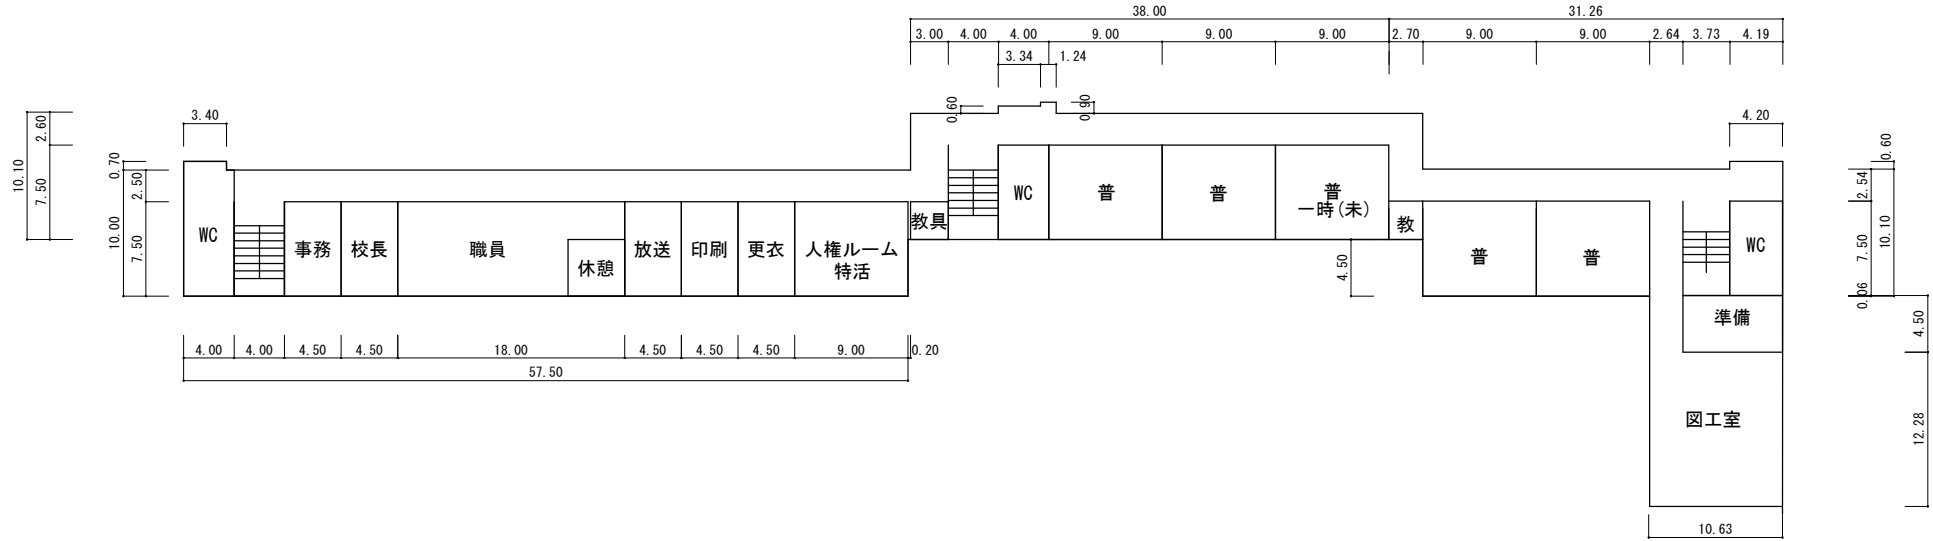 38.00
31.26
3.00 4.00 4.00 9.00 9.00 9.00 2.70 9.00 9.00 2.64 3.73 4.19
3.34 1.24
0.60
0.90
3.40
4.20
10.10
2.60
7.50
0.70
2.50
10.00
7.50
0.60
2.54
10.10
7.50
0.06
4.50
12.28
WC
事務
校長
職員
休憩
放送
印刷
更衣
人権ルーム
特活
教具
WC
普
普
普
一時(未)
教
4.50
普
普
WC
準備
図工室
4.00 4.00 4.50 4.50 18.00 4.50 4.50 4.50 9.00 0.20
57.50
10.63